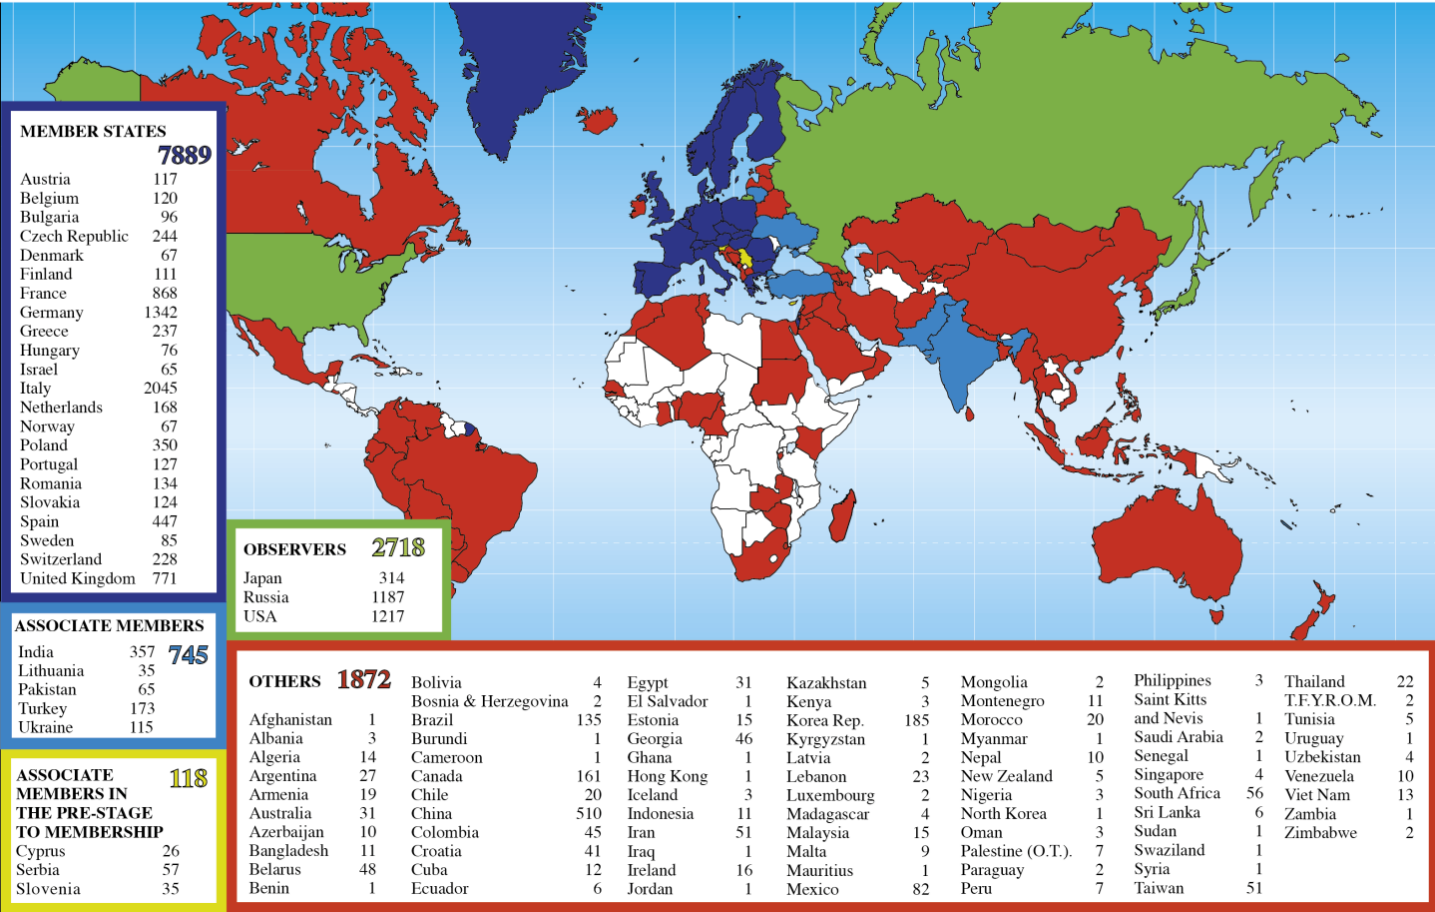 MEMBER STATES
7889
Austria 117
Belgium 120
Bulgaria 96
Czech Republic 244
Denmark 67
Finland 111
France 868
Germany 1342
Greece 237
Hungary 76
Israel 65
Italy 2045
Netherlands 168
Norway 67
Poland 350
Portugal 127
Romania 134
Slovakia 124
Spain 447
Sweden 85
Switzerland 228
United Kingdom 771
ASSOCIATE MEMBERS
745
India 357
Lithuania 35
Pakistan 65
Turkey 173
Ukraine 115
ASSOCIATE 118
MEMBERS IN
THE PRE-STAGE
TO MEMBERSHIP
Cyprus 26
Serbia 57
Slovenia 35
OBSERVERS 2718
Japan 314
Russia 1187
USA 1217
OTHERS 1872
Afghanistan 1
Albania 3
Algeria 14
Argentina 27
Armenia 19
Australia 31
Azerbaijan 10
Bangladesh 11
Belarus 48
Benin 1
Bolivia 4
Bosnia & Herzegovina 2
Brazil 135
Burundi 1
Cameroon 1
Canada 161
Chile 20
China 510
Colombia 45
Croatia 41
Cuba 12
Ecuador 6
Egypt 31
El Salvador 1
Estonia 15
Georgia 46
Ghana 1
Hong Kong 1
Iceland 3
Indonesia 11
Iran 51
Iraq 1
Ireland 16
Jordan 1
Kazakhstan 5
Kenya 3
Korea Rep. 185
Kyrgyzstan 1
Latvia 2
Lebanon 23
Luxembourg 2
Madagascar 4
Malaysia 15
Malta 9
Mauritius 1
Mexico 82
Mongolia 2
Montenegro 11
Morocco 20
Myanmar 1
Nepal 10
New Zealand 5
Nigeria 3
North Korea 1
Oman 3
Palestine (O.T.). 7
Paraguay 2
Peru 7
Philippines 3
Saint Kitts
and Nevis 1
Saudi Arabia 2
Senegal 1
Singapore 4
South Africa 56
Sri Lanka 6
Sudan 1
Swaziland 1
Syria 1
Taiwan 51
Thailand 22
T.F.Y.R.O.M. 2
Tunisia 5
Uruguay 1
Uzbekistan 4
Venezuela 10
Viet Nam 13
Zambia 1
Zimbabwe 2